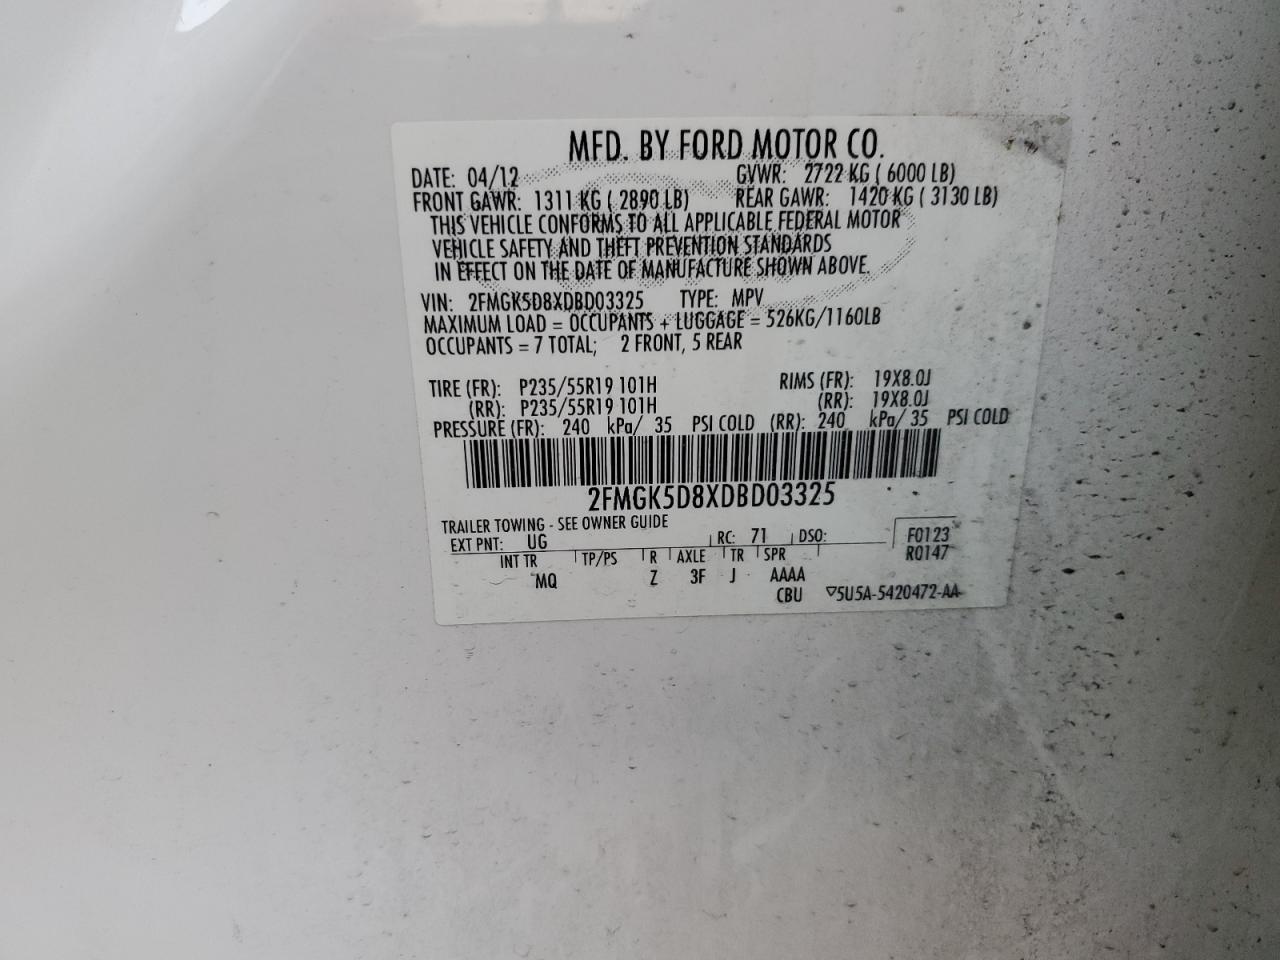 MFD. BY FORD MOTOR CO.
DATE: 04/12 GVWR: 2722 KG ( 6000 LB)
FRONT GAWR: 1311 KG ( 2890 LB) REAR GAWR: 1420 KG ( 3130 LB)
THIS VEHICLE CONFORMS TO ALL APPLICABLE FEDERAL MOTOR
VEHICLE SAFETY AND THEFT PREVENTION STANDARDS
IN EFFECT ON THE DATE OF MANUFACTURE SHOWN ABOVE.
VIN: 2FMGK5D8XDBD03325 TYPE: MPV
MAXIMUM LOAD = OCCUPANTS + LUGGAGE = 526KG/1160LB
OCCUPANTS = 7 TOTAL; 2 FRONT, 5 REAR
TIRE (FR): P235/55R19 101H RIMS (FR): 19X8.0J
(RR): P235/55R19 101H (RR): 19X8.0J
PRESSURE (FR): 240 kPa/ 35 PSI COLD (RR): 240 kPa/ 35 PSI COLD
2FMGK5D8XDBD03325
TRAILER TOWING - SEE OWNER GUIDE
EXT PNT: UG RC: 71 DSO: F0123
INT TR TP/PS R AXLE TR SPR R0147
MQ Z 3F J AAAA
CBU ▽5U5A-5420472-AA